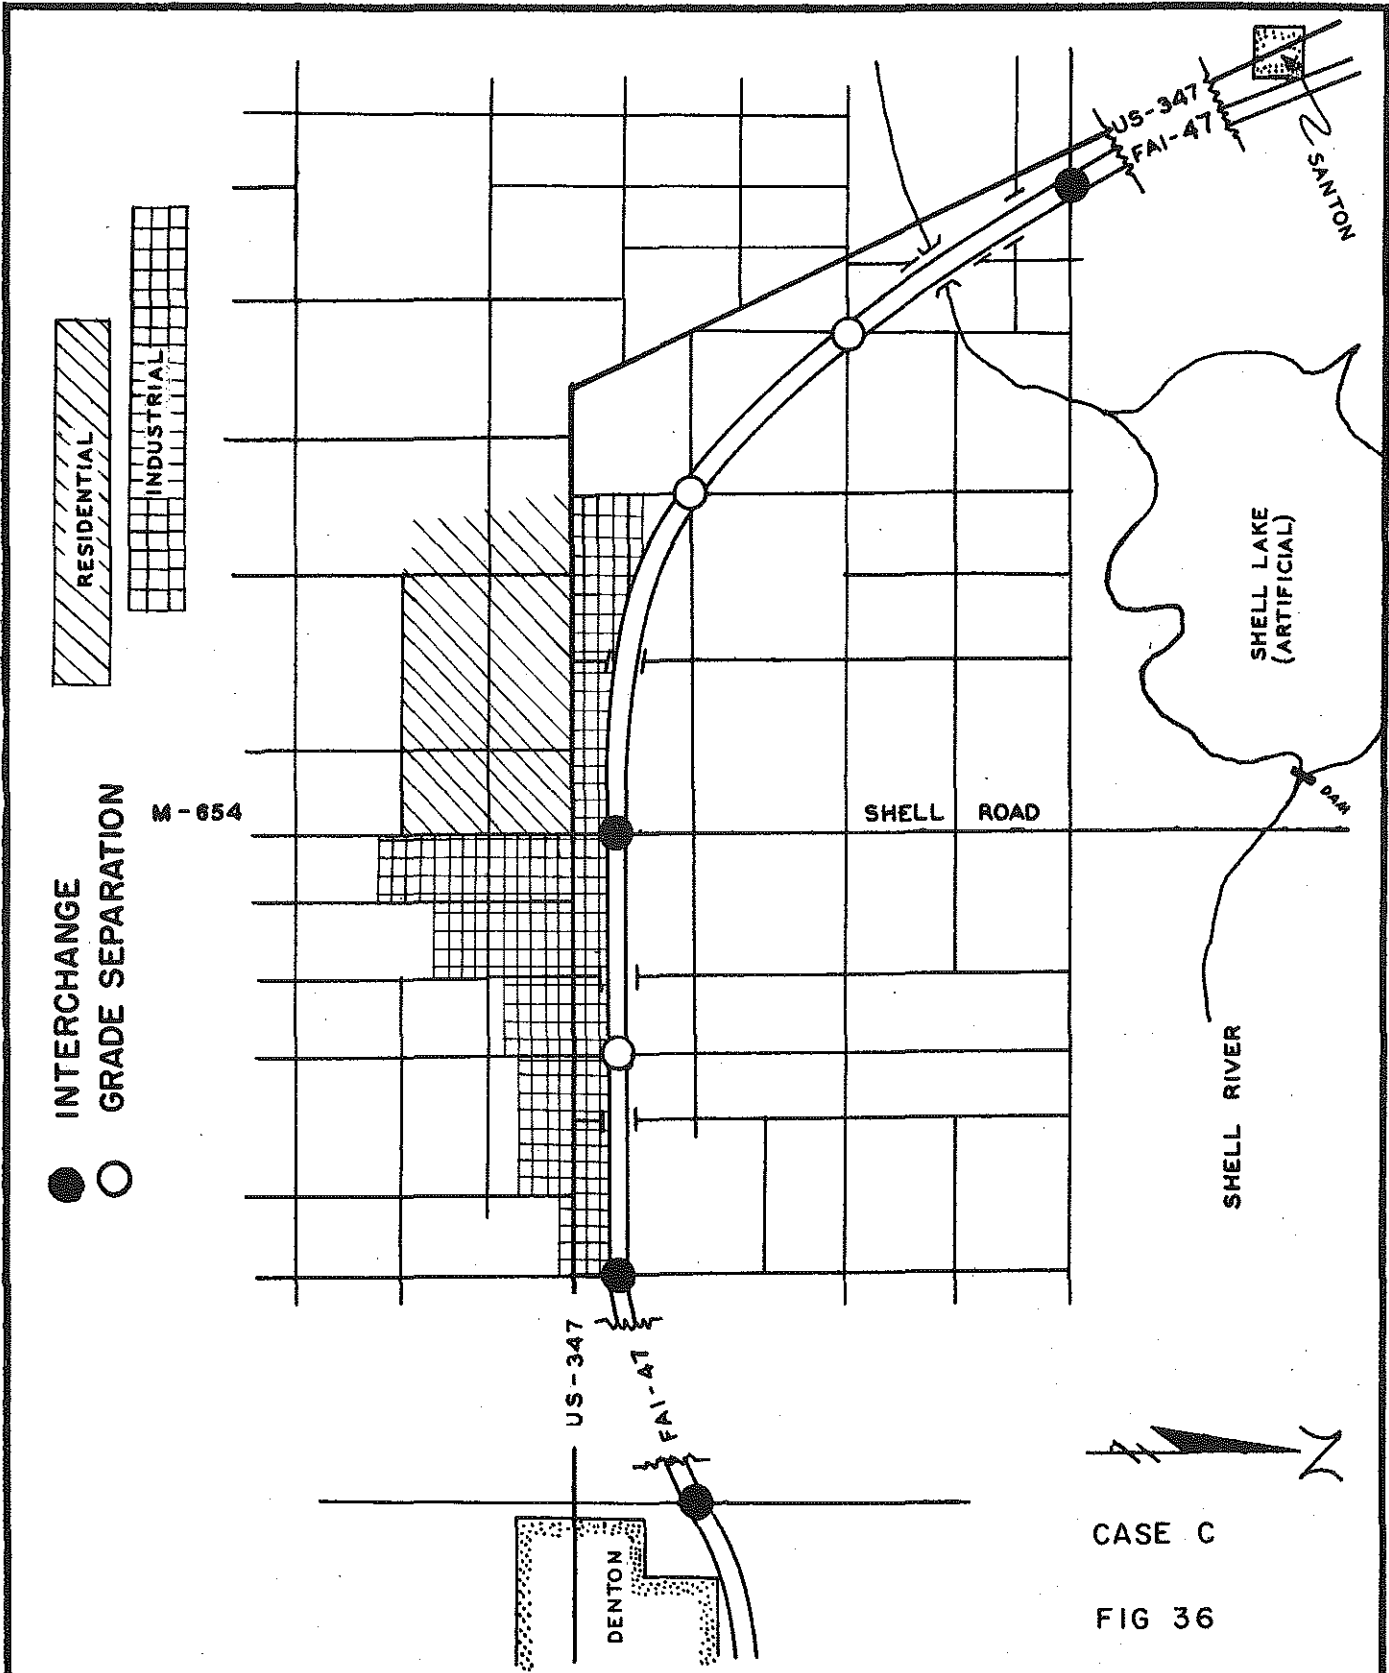 RESIDENTIAL
INDUSTRIAL
INTERCHANGE
GRADE SEPARATION
M-654
US-347
FAI-47
SANTON
SHELL LAKE
(ARTIFICIAL)
DAM
SHELL ROAD
SHELL RIVER
US-347
FAI-47
DENTON
N
CASE C
FIG 36